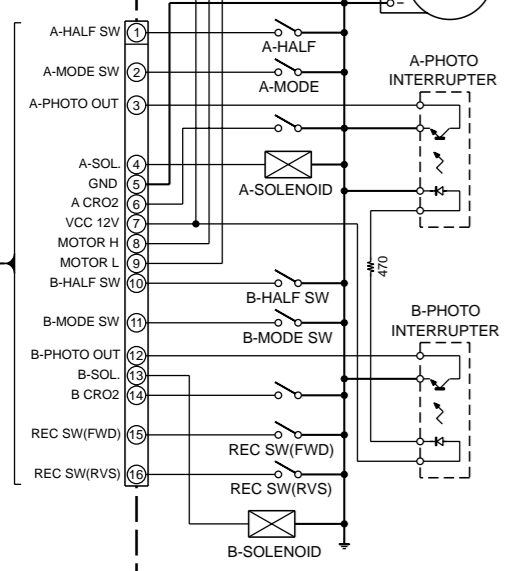 A-HALF SW 1
A-HALF
A-MODE SW 2
A-MODE
A-PHOTO
INTERRUPTER
A-PHOTO OUT 3
A-SOL. 4
GND 5
A-SOLENOID
A CRO2 6
VCC 12V 7
MOTOR H 8
MOTOR L 9
470
B-HALF SW 10
B-HALF SW
B-MODE SW 11
B-MODE SW
B-PHOTO
INTERRUPTER
B-PHOTO OUT 12
B-SOL. 13
B CRO2 14
REC SW(FWD) 15
REC SW(FWD)
REC SW(RVS) 16
REC SW(RVS)
B-SOLENOID